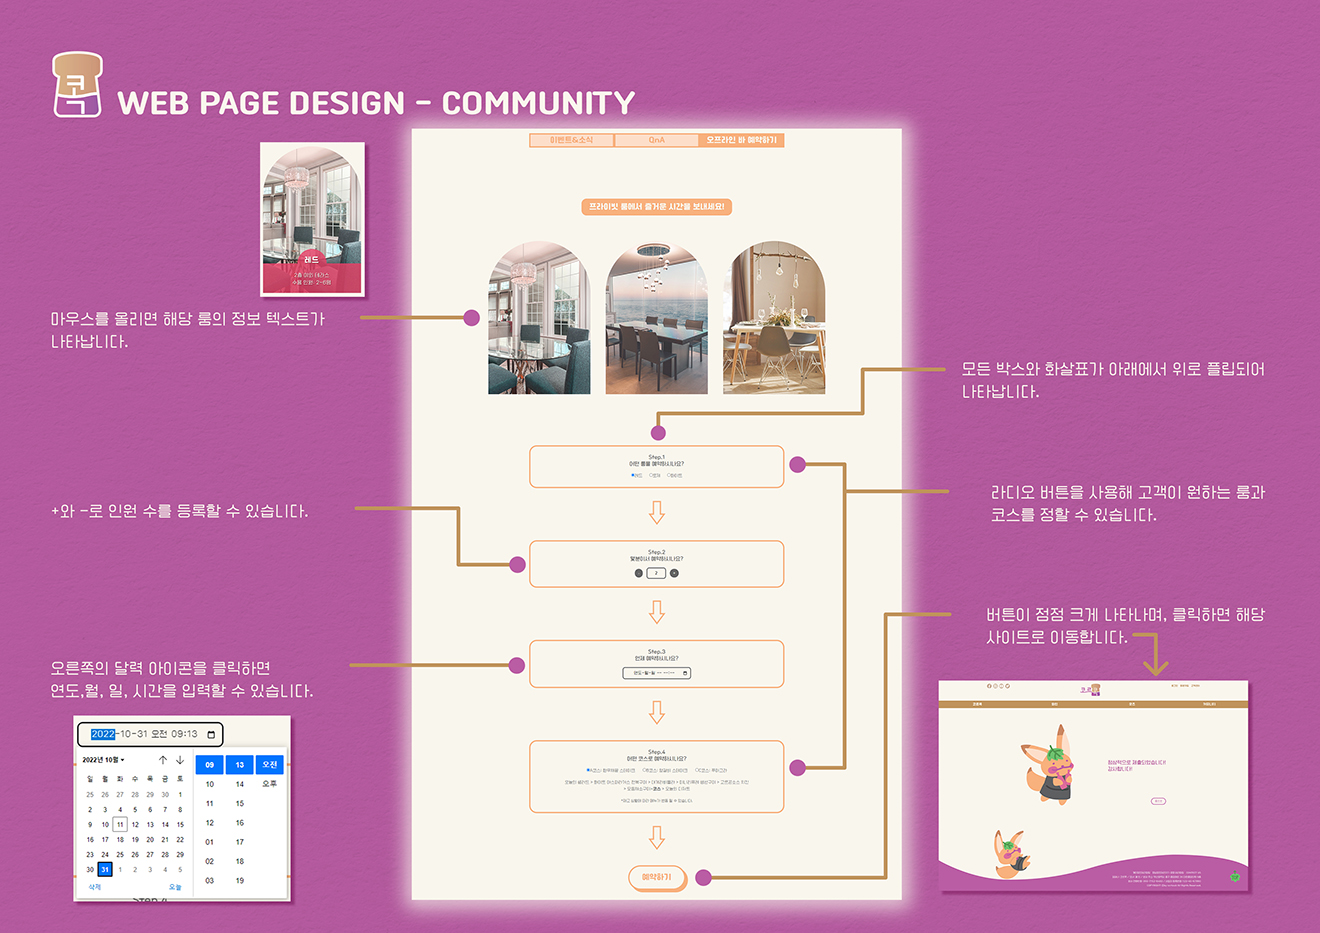 콕
WEB PAGE DESIGN - COMMUNITY
이벤트&소식
QnA
오프라인 바 예약하기
프라이빗 룸에서 즐거운 시간을 보내세요!
레드
2층 야외 테라스
수용 인원: 2~6명
마우스를 올리면 해당 룸의 정보 텍스트가
나타납니다.
모든 박스와 화살표가 아래에서 위로 플립되어
나타납니다.
Step.1
어떤 룸을 예약하시나요?
라디오 버튼을 사용해 고객이 원하는 룸과
코스를 정할 수 있습니다.
+와 -로 인원 수를 등록할 수 있습니다.
Step.2
몇분이서 예약하시나요?
- 2 +
버튼이 점점 크게 나타나며, 클릭하면 해당
사이트로 이동합니다.
Step.3
언제 예약하시나요?
연도-월-일 -- --:--
오른쪽의 달력 아이콘을 클릭하면
연도,월, 일, 시간을 입력할 수 있습니다.
2022-10-31 오전 09:13
2022년 10월
일 월 화 수 목 금 토
25 26 27 28 29 30 1
2 3 4 5 6 7 8
9 10 11 12 13 14 15
16 17 18 19 20 21 22
23 24 25 26 27 28 29
30 31 1 2 3 4 5
삭제 오늘
09 13 오전
10 14 오후
11 15
12 16
01 17
02 18
03 19
Step.4
어떤 코스로 예약하시나요?
예약하기
정상적으로 제출되었습니다!
감사합니다!